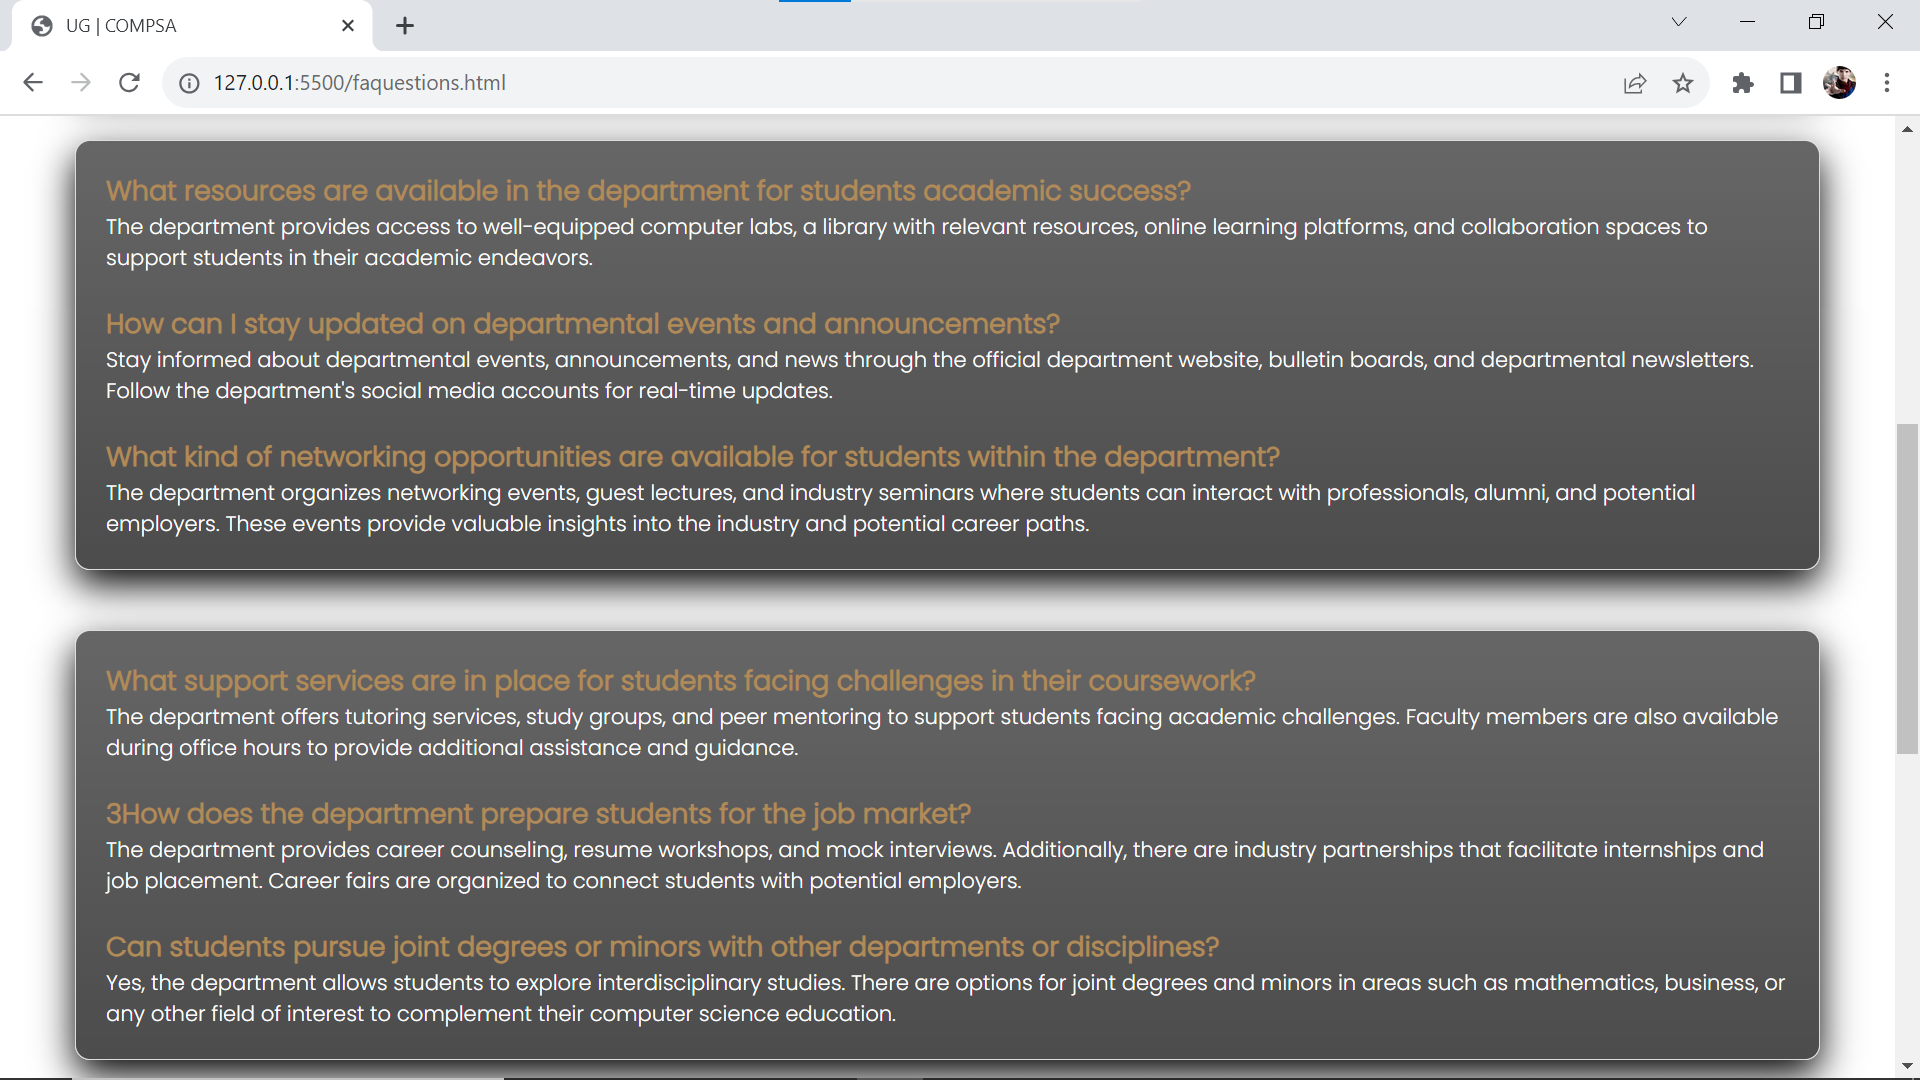 UG | COMPSA
127.0.0.1:5500/faquestions.html
What resources are available in the department for students academic success?
The department provides access to well-equipped computer labs, a library with relevant resources, online learning platforms, and collaboration spaces to
support students in their academic endeavors.
How can I stay updated on departmental events and announcements?
Stay informed about departmental events, announcements, and news through the official department website, bulletin boards, and departmental newsletters.
Follow the department's social media accounts for real-time updates.
What kind of networking opportunities are available for students within the department?
The department organizes networking events, guest lectures, and industry seminars where students can interact with professionals, alumni, and potential
employers. These events provide valuable insights into the industry and potential career paths.
What support services are in place for students facing challenges in their coursework?
The department offers tutoring services, study groups, and peer mentoring to support students facing academic challenges. Faculty members are also available
during office hours to provide additional assistance and guidance.
3How does the department prepare students for the job market?
The department provides career counseling, resume workshops, and mock interviews. Additionally, there are industry partnerships that facilitate internships and
job placement. Career fairs are organized to connect students with potential employers.
Can students pursue joint degrees or minors with other departments or disciplines?
Yes, the department allows students to explore interdisciplinary studies. There are options for joint degrees and minors in areas such as mathematics, business, or
any other field of interest to complement their computer science education.